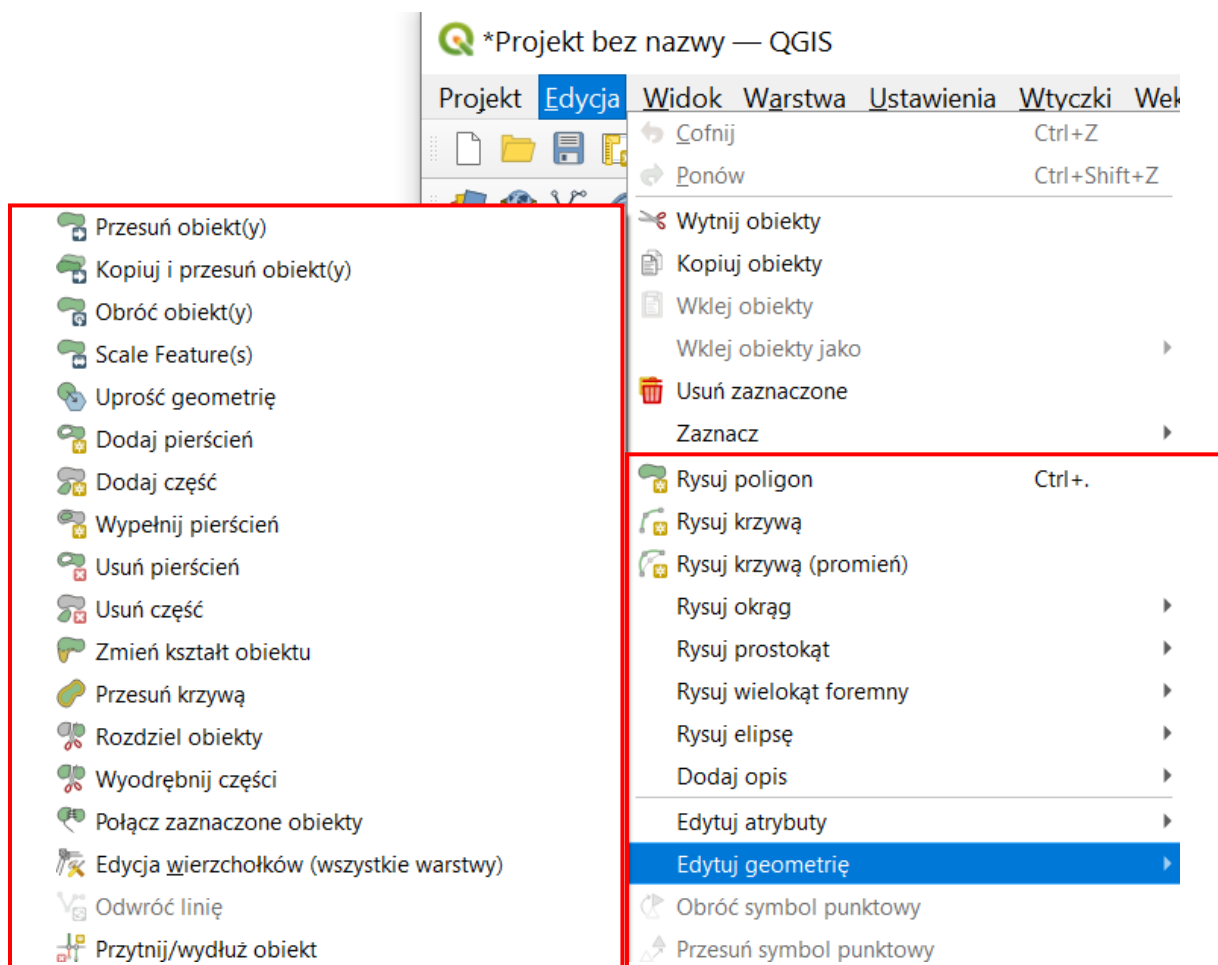 *Projekt bez nazwy — QGIS
Projekt Edycja Widok Warstwa Ustawienia Wtyczki Wek
Cofnij Ctrl+Z
Ponów Ctrl+Shift+Z
Wytnij obiekty
Kopiuj obiekty
Wklej obiekty
Wklej obiekty jako
Usuń zaznaczone
Zaznacz
Rysuj poligon Ctrl+.
Rysuj krzywą
Rysuj krzywą (promień)
Rysuj okrąg
Rysuj prostokąt
Rysuj wielokąt foremny
Rysuj elipsę
Dodaj opis
Edytuj atrybuty
Edytuj geometrię
Obróć symbol punktowy
Przesuń symbol punktowy
Przesuń obiekt(y)
Kopiuj i przesuń obiekt(y)
Obróć obiekt(y)
Scale Feature(s)
Uprość geometrię
Dodaj pierścień
Dodaj część
Wypełnij pierścień
Usuń pierścień
Usuń część
Zmień kształt obiektu
Przesuń krzywą
Rozdziel obiekty
Wyodrębnij części
Połącz zaznaczone obiekty
Edycja wierzchołków (wszystkie warstwy)
Odwróć linię
Przytnij/wydłuż obiekt